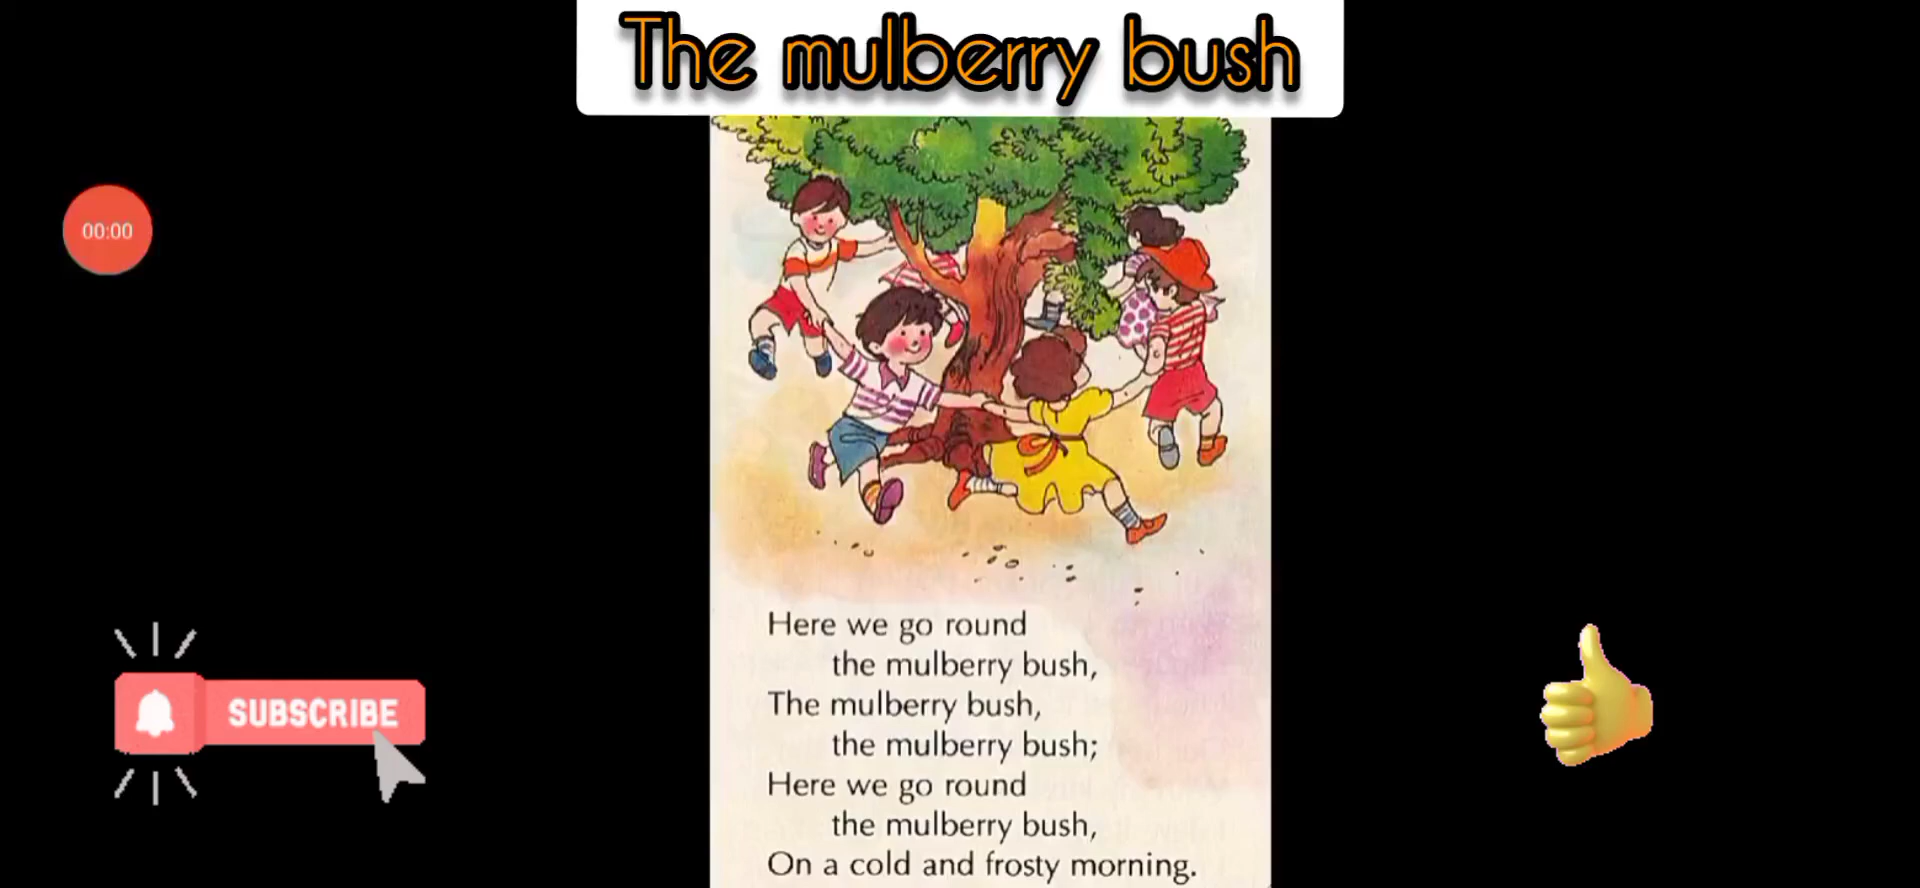 The mulberry bush
00:00
Here we go round
the mulberry bush,
The mulberry bush,
the mulberry bush;
Here we go round
the mulberry bush,
On a cold and frosty morning.
SUBSCRIBE